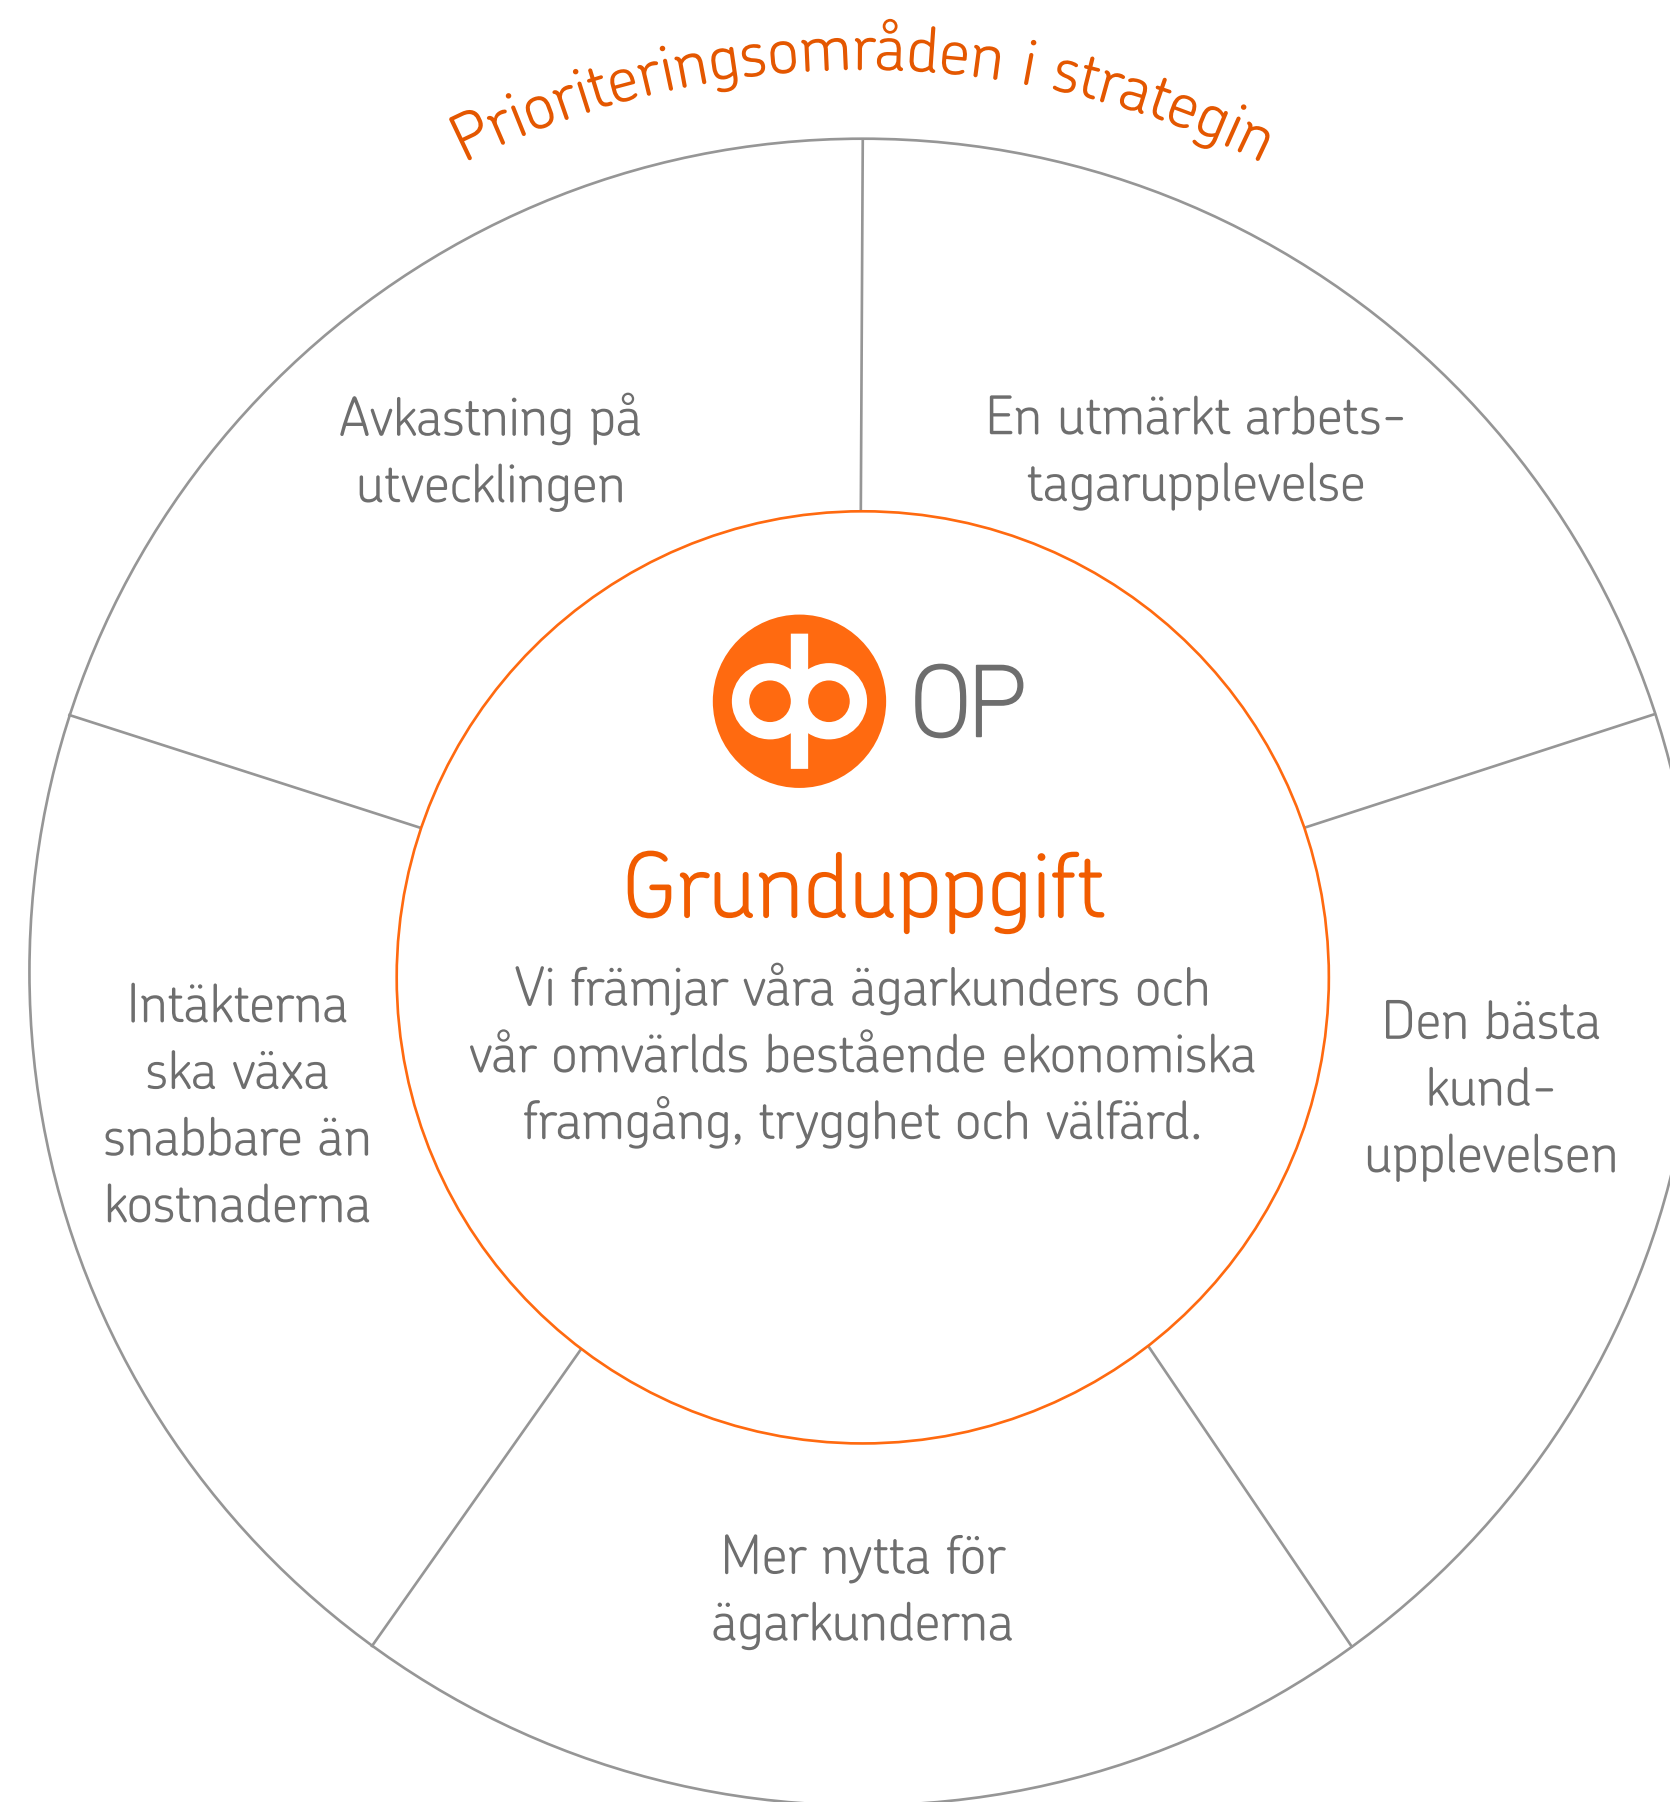 Prioriteringsområden i strategin
Avkastning på
utvecklingen
En utmärkt arbets-
tagarupplevelse
OP
Grunduppgift
Vi främjar våra ägarkunders och
vår omvärlds bestående ekonomiska
framgång, trygghet och välfärd.
Intäkterna
ska växa
snabbare än
kostnaderna
Den bästa
kund-
upplevelsen
Mer nytta för
ägarkunderna